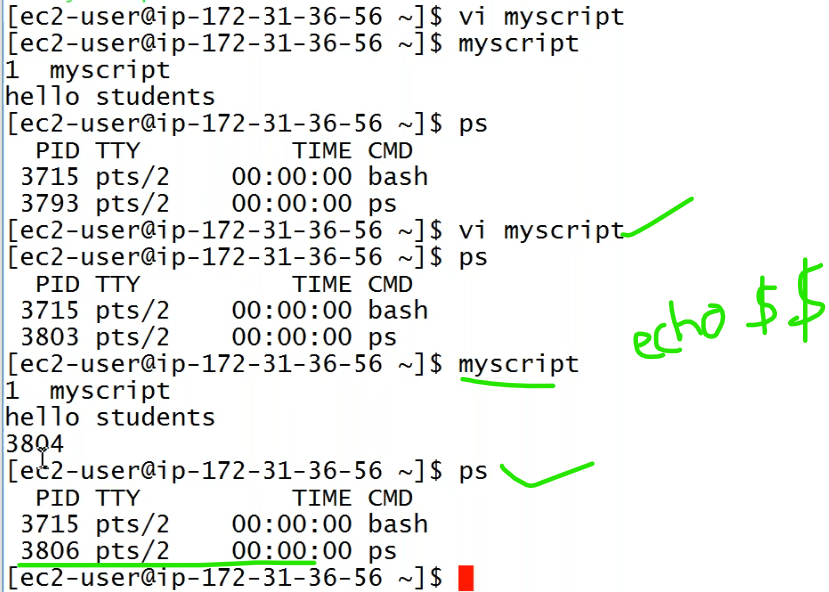 [ec2-user@ip-172-31-36-56 ~]$ vi myscript
[ec2-user@ip-172-31-36-56 ~]$ myscript
1  myscript
hello students
[ec2-user@ip-172-31-36-56 ~]$ ps
  PID TTY          TIME CMD
 3715 pts/2    00:00:00 bash
 3793 pts/2    00:00:00 ps
[ec2-user@ip-172-31-36-56 ~]$ vi myscript
[ec2-user@ip-172-31-36-56 ~]$ ps
  PID TTY          TIME CMD
 3715 pts/2    00:00:00 bash
 3803 pts/2    00:00:00 ps
echo $$
[ec2-user@ip-172-31-36-56 ~]$ myscript
1  myscript
hello students
3804
[ec2-user@ip-172-31-36-56 ~]$ ps
  PID TTY          TIME CMD
 3715 pts/2    00:00:00 bash
 3806 pts/2    00:00:00 ps
[ec2-user@ip-172-31-36-56 ~]$